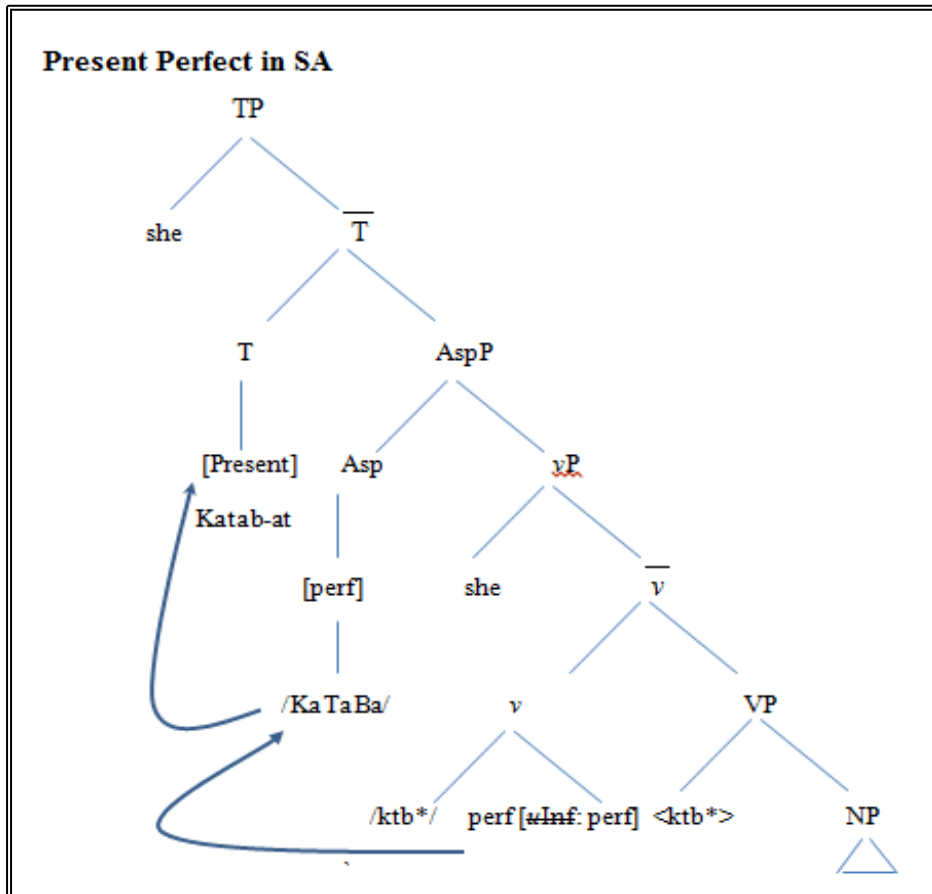 Present Perfect in SA
TP
she T
T AspP
[Present] Asp vP
Katab-at
[perf] she v
/KaTaBa/ v VP
/ktb*/ perf [uInf: perf] <ktb*> NP